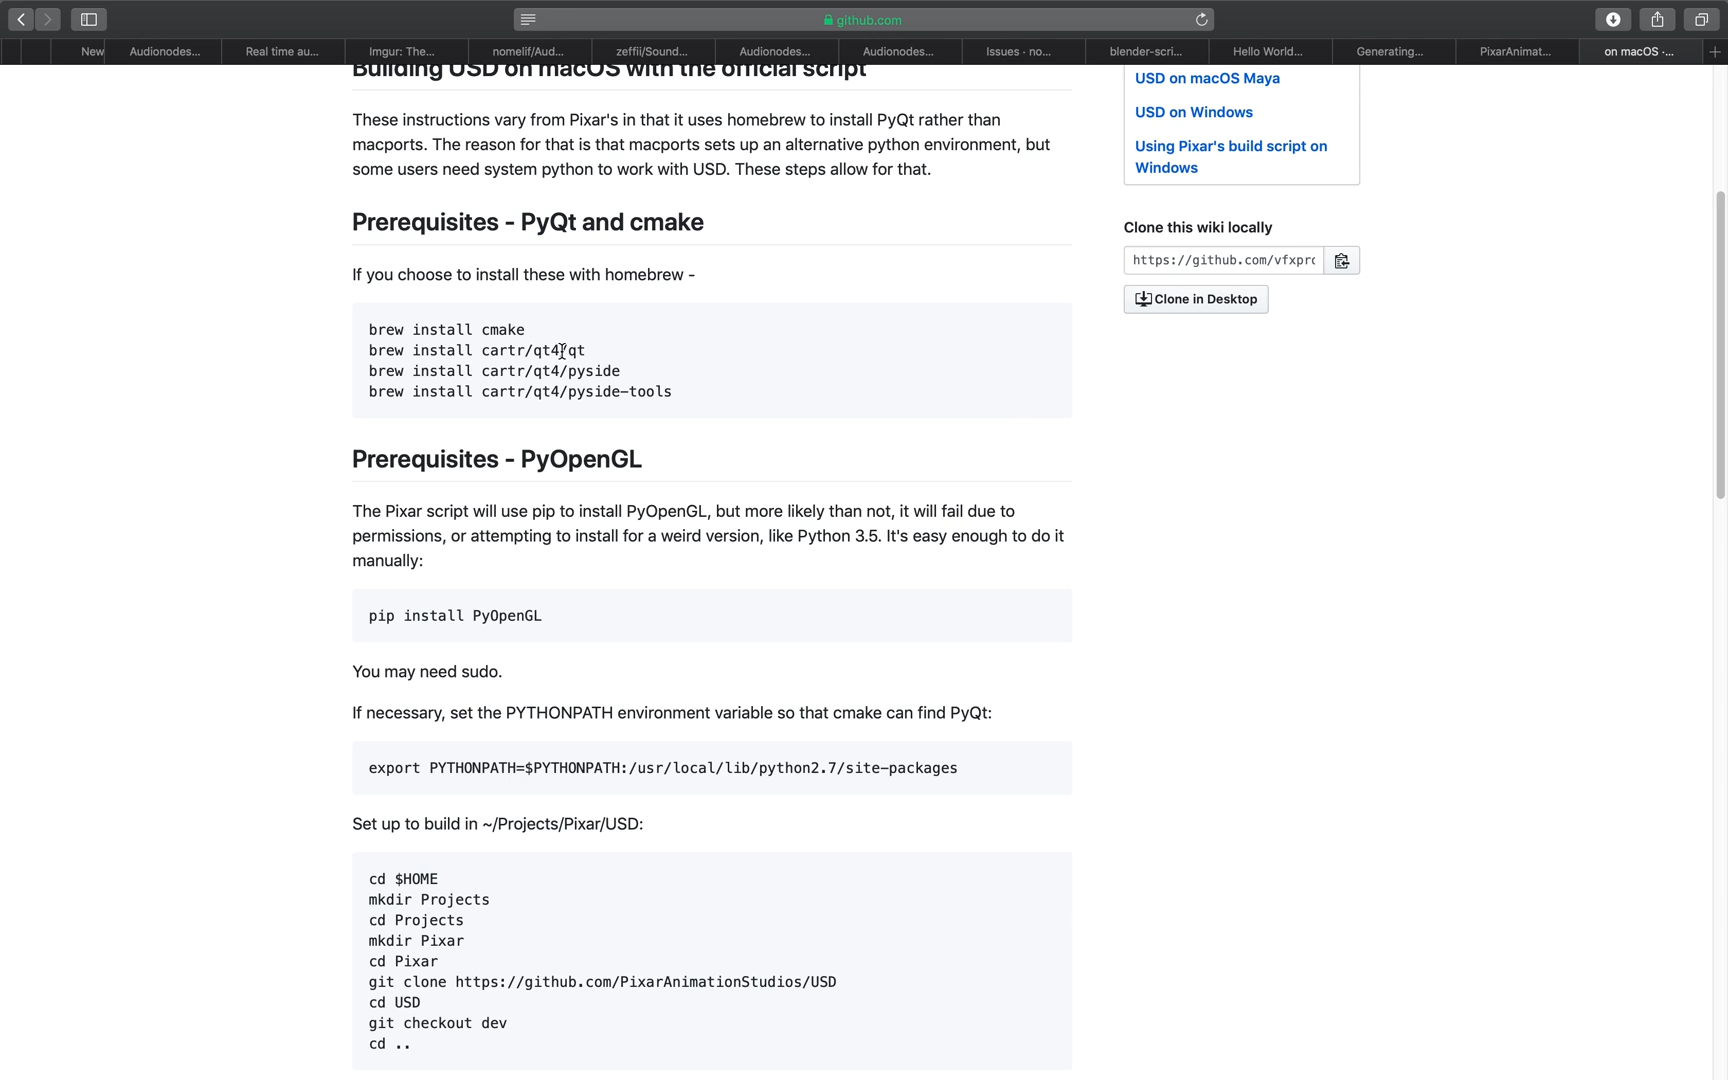 github.com
New
Audionodes...
Real time au...
Imgur: The...
nomelif/Aud...
zeffii/Sound...
Audionodes...
Audionodes...
Issues · no...
blender-scri...
Hello World...
Generating...
PixarAnimat...
on macOS ·...
Building USD on macOS with the official script
These instructions vary from Pixar's in that it uses homebrew to install PyQt rather than
macports. The reason for that is that macports sets up an alternative python environment, but
some users need system python to work with USD. These steps allow for that.
Prerequisites - PyQt and cmake
If you choose to install these with homebrew -
brew install cmake
brew install cartr/qt4/qt
brew install cartr/qt4/pyside
brew install cartr/qt4/pyside-tools
Prerequisites - PyOpenGL
The Pixar script will use pip to install PyOpenGL, but more likely than not, it will fail due to
permissions, or attempting to install for a weird version, like Python 3.5. It's easy enough to do it
manually:
pip install PyOpenGL
You may need sudo.
If necessary, set the PYTHONPATH environment variable so that cmake can find PyQt:
export PYTHONPATH=$PYTHONPATH:/usr/local/lib/python2.7/site-packages
Set up to build in ~/Projects/Pixar/USD:
cd $HOME
mkdir Projects
cd Projects
mkdir Pixar
cd Pixar
git clone https://github.com/PixarAnimationStudios/USD
cd USD
git checkout dev
cd ..
USD on macOS Maya
USD on Windows
Using Pixar's build script on
Windows
Clone this wiki locally
https://github.com/vfxpro
Clone in Desktop